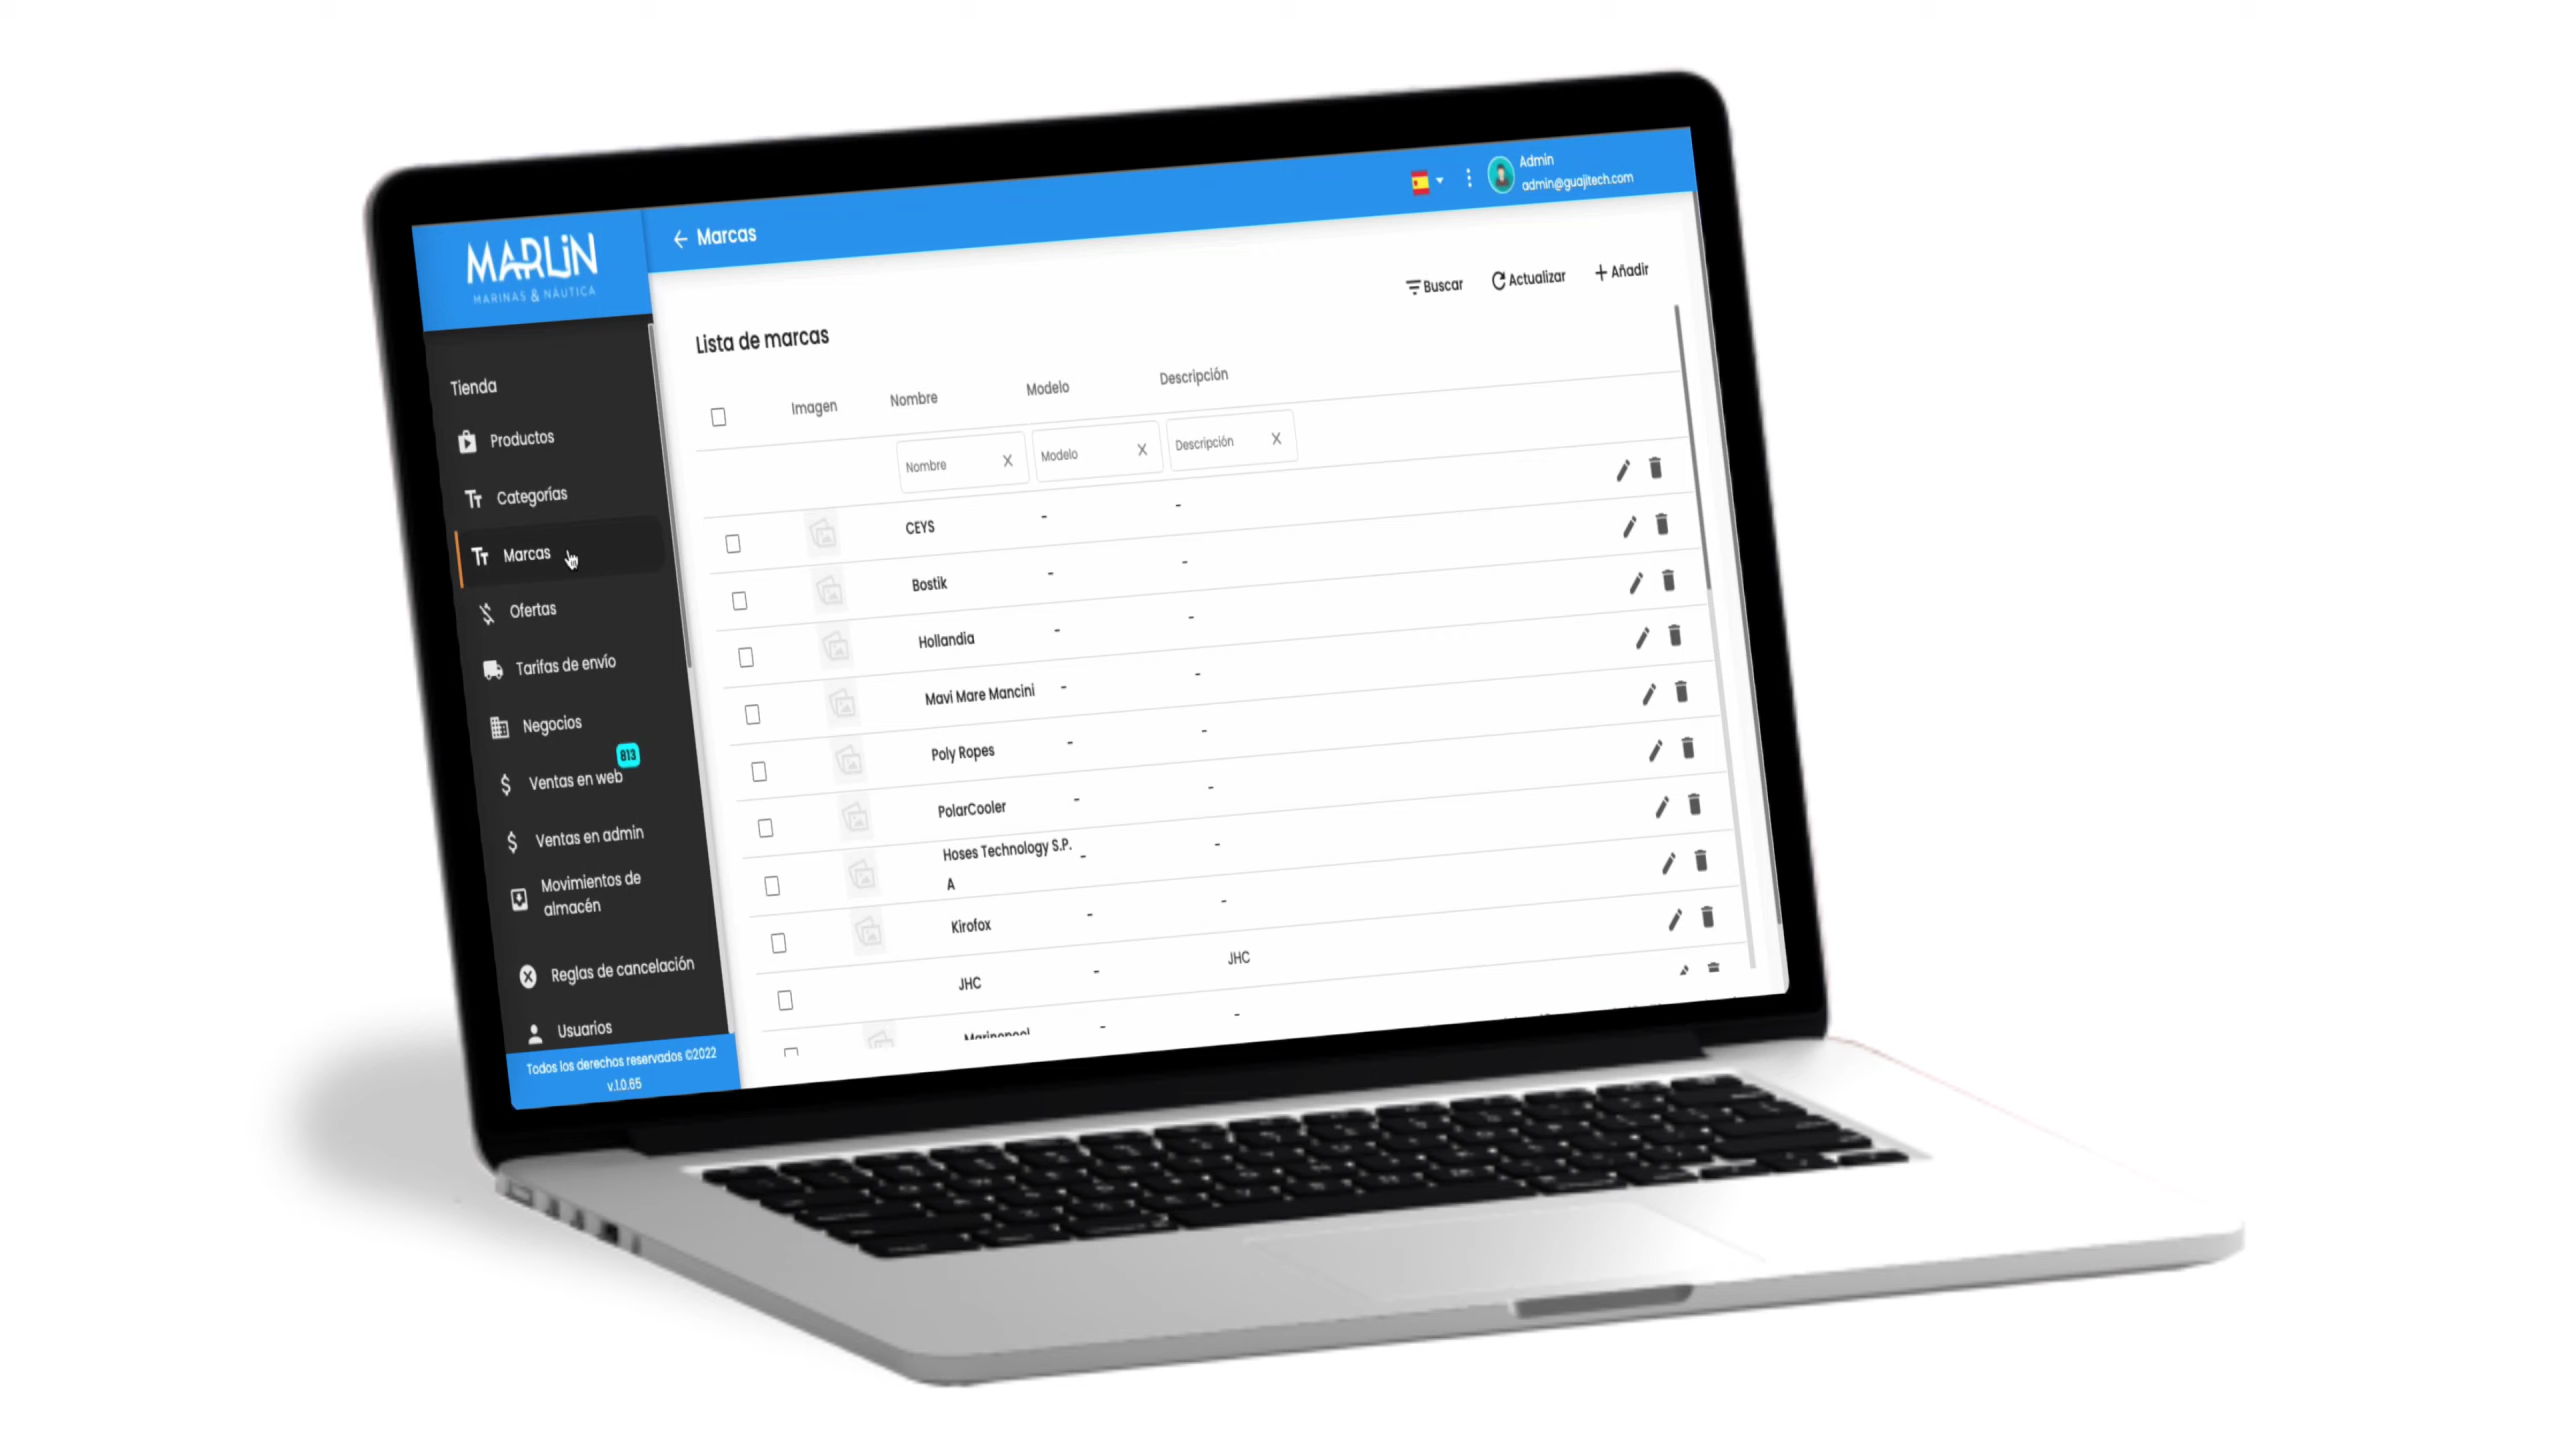 MARLiN
MARINAS & NÁUTICA
← Marcas
Admin
admin@guajitech.com
Buscar
Actualizar
+ Añadir
Tienda
Productos
Categorías
Marcas
Ofertas
Tarifas de envío
Negocios
813
Ventas en web
Ventas en admin
Movimientos de
almacén
Reglas de cancelación
Usuarios
Todos los derechos reservados ©2022
v.1.0.65
Lista de marcas
Imagen Nombre Modelo Descripción
Nombre X Modelo X Descripción X
CEYS - -
Bostik - -
Hollandia - -
Mavi Mare Mancini - -
Poly Ropes - -
PolarCooler - -
Hoses Technology S.P.
A - -
Kirofox - -
JHC - JHC
Marinepool - -